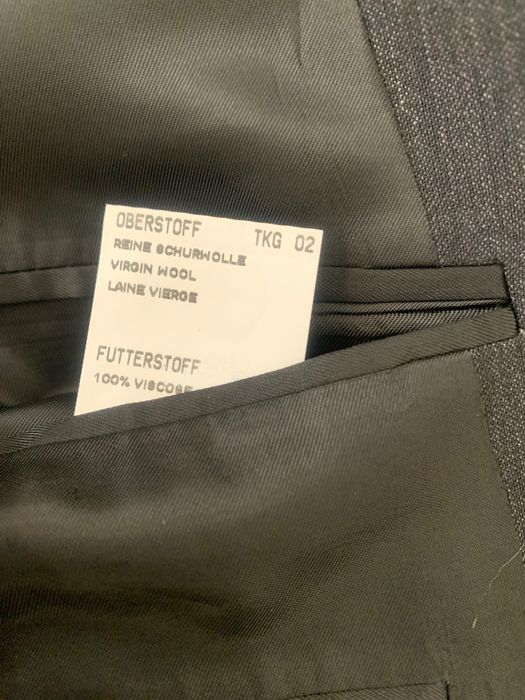 OBERSTOFF TKG 02
REINE SCHURWOLLE
VIRGIN WOOL
LAINE VIERGE
FUTTERSTOFF
100% VISCOSE